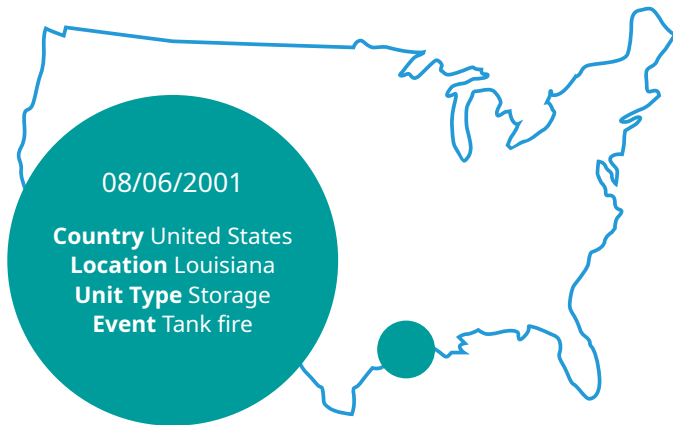 08/06/2001
Country United States
Location Louisiana
Unit Type Storage
Event Tank fire